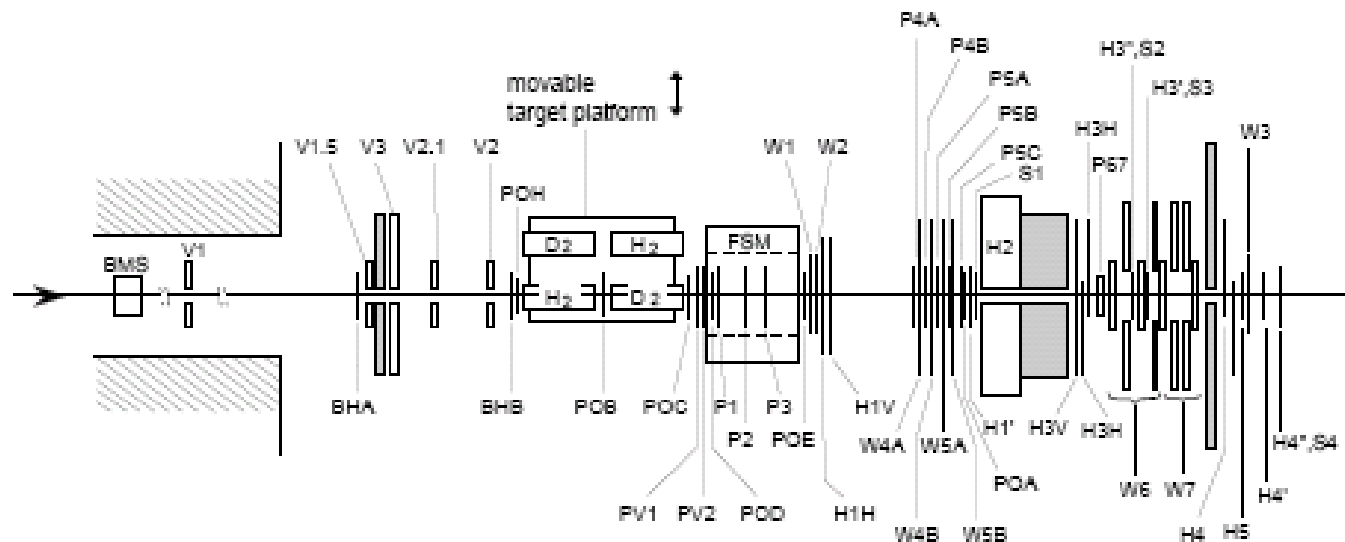 P4A
P4B
H3",S2
movable
target platform
P5A
H3',S3
P5B
H3H
W3
V1.5
V3
V2.1
V2
W1
W2
P5C
P67
S1
POH
V1
D2
H2
FSM
H2
BMS
H2
D2
BHA
BHB
POB
POC
P1
P3
H1V
P2
POE
W4A
W5A
H1'
H3V
H3H
H4",S4
POA
W6
W7
PV1
PV2
POD
H1H
W4B
W5B
H4
H5
H4'